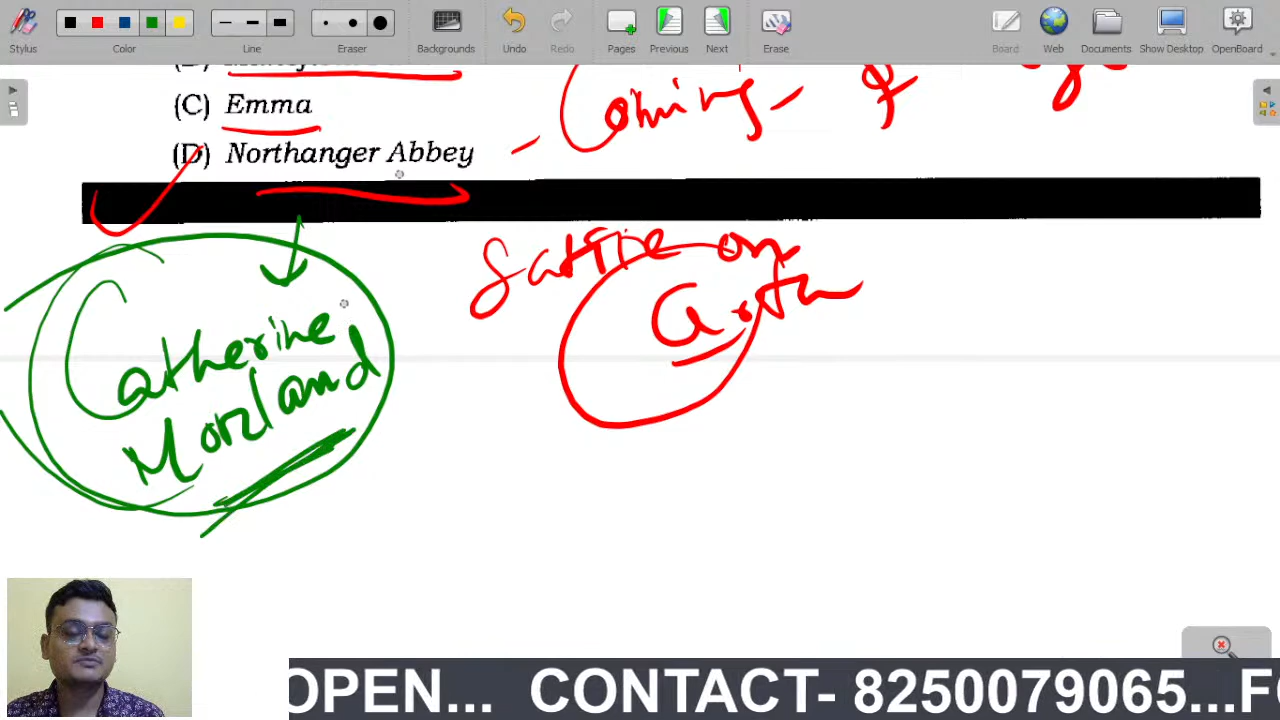 Stylus
Color
Line
Eraser
Backgrounds
Undo
Redo
Pages
Previous
Next
Erase
Board
Web
Documents
Show Desktop
OpenBoard
Coming - of
(C) Emma
(D) Northanger Abbey -
Satire on
Catherine
Morland
OPEN... CONTACT- 8250079065...FO